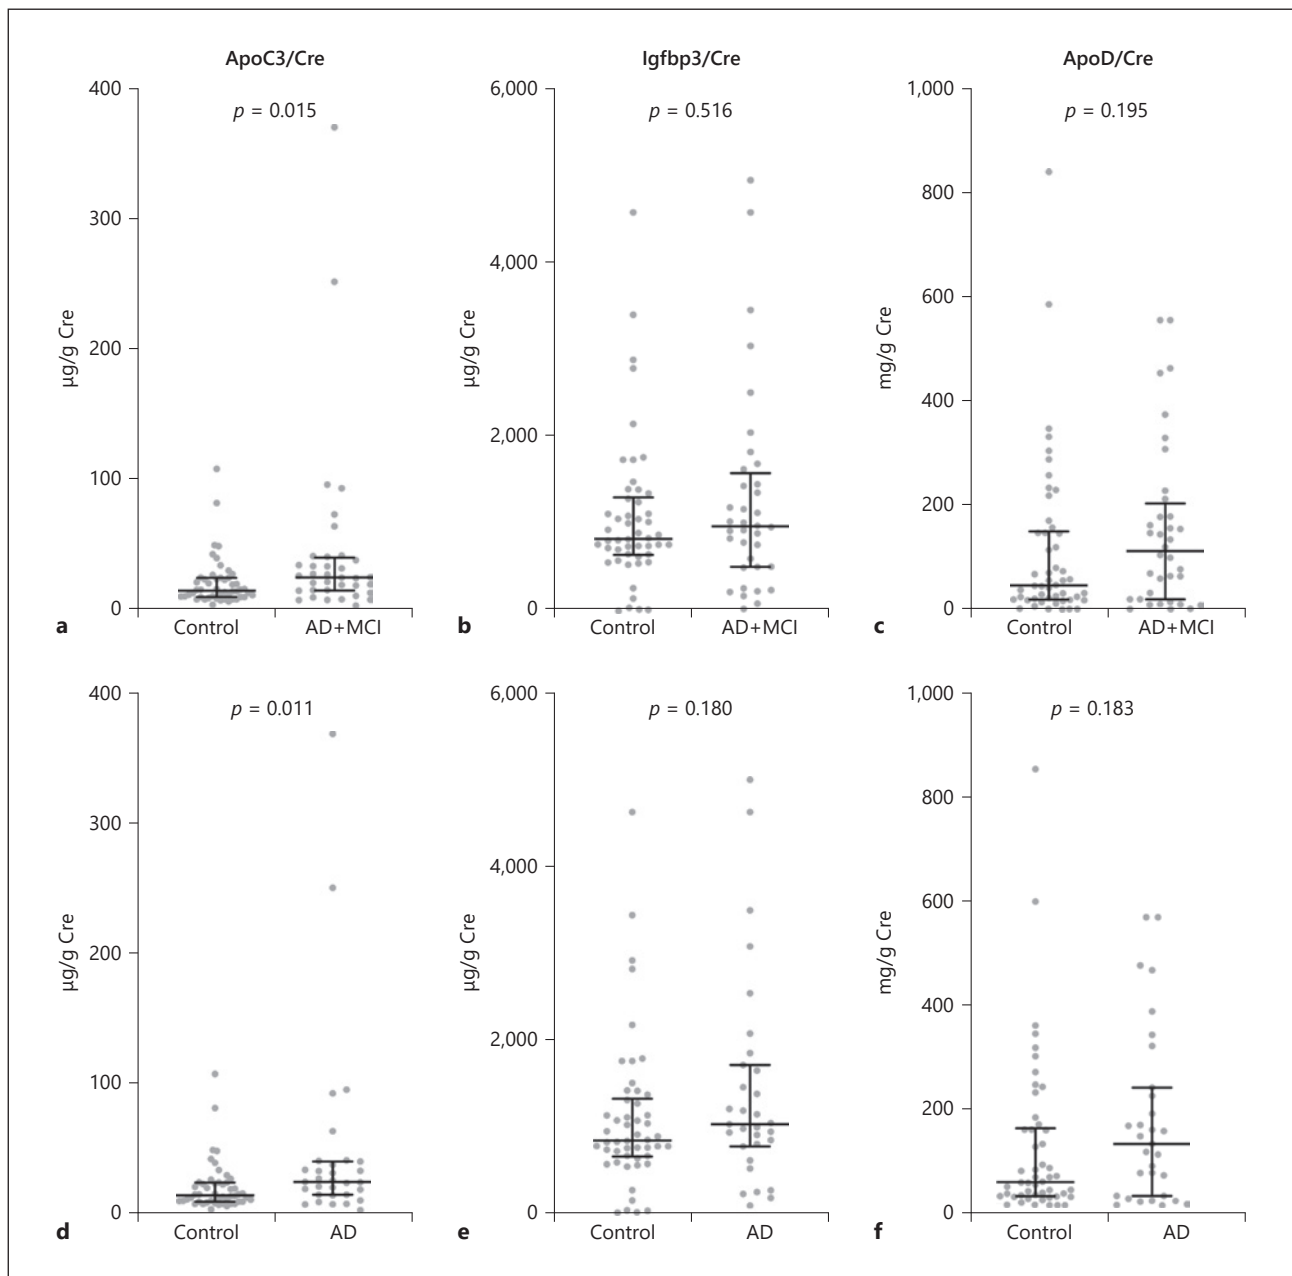 ApoC3/Cre
400
p = 0.015
300
µg/g Cre
200
100
0
a
Control
AD+MCI
Igfbp3/Cre
6,000
p = 0.516
4,000
µg/g Cre
2,000
0
b
Control
AD+MCI
ApoD/Cre
1,000
p = 0.195
800
600
mg/g Cre
400
200
0
c
Control
AD+MCI
400
p = 0.011
300
µg/g Cre
200
100
0
d
Control
AD
6,000
p = 0.180
4,000
µg/g Cre
2,000
0
e
Control
AD
1,000
p = 0.183
800
600
mg/g Cre
400
200
0
f
Control
AD